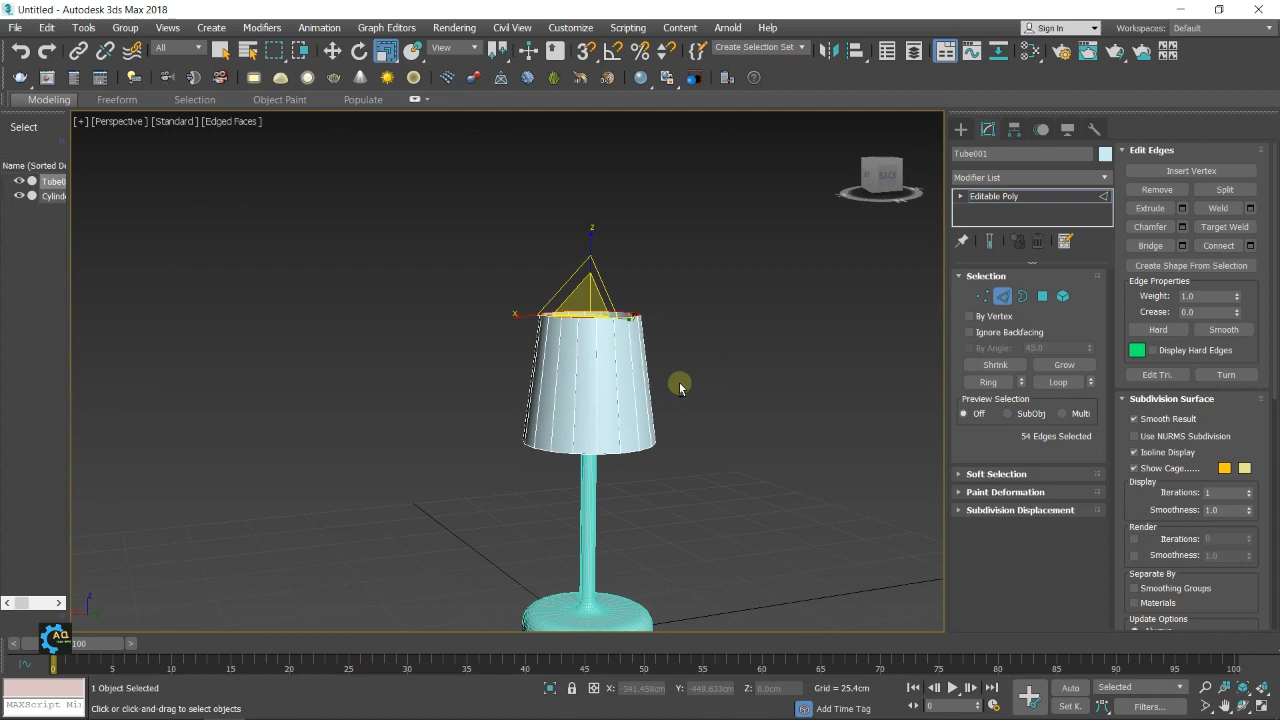 Untitled - Autodesk 3ds Max 2018
File Edit Tools Group Views Create Modifiers Animation Graph Editors Rendering Civil View Customize Scripting Content Arnold Help
Sign In Workspaces: Default
All View Create Selection Set
Modeling Freeform Selection Object Paint Populate
Select
[+] [Perspective ] [Standard ] [Edged Faces ]
Name (Sorted De
Tube0
Cylind
BACK
z
x
Tube001
Modifier List
Editable Poly
Selection
By Vertex
Ignore Backfacing
By Angle: 45.0
Shrink Grow
Ring Loop
Preview Selection
Off SubObj Multi
54 Edges Selected
Soft Selection
Paint Deformation
Subdivision Displacement
Edit Edges
Insert Vertex
Remove Split
Extrude Weld
Chamfer Target Weld
Bridge Connect
Create Shape From Selection
Edge Properties
Weight: 1.0
Crease: 0.0
Hard Smooth
Display Hard Edges
Edit Tri. Turn
Subdivision Surface
Smooth Result
Use NURMS Subdivision
Isoline Display
Show Cage......
Display
Iterations: 1
Smoothness: 1.0
Render
Iterations: 0
Smoothness: 1.0
Separate By
Smoothing Groups
Materials
Update Options
AQ
100
0 5 10 15 20 25 30 35 40 45 50 55 60 65 70 75 80 85 90 95 100
MAXScript Mi
1 Object Selected
Click or click-and-drag to select objects
X: -341.456cm Y: -449.633cm Z: 0.0cm Grid = 25.4cm
Add Time Tag
0
Auto Selected
Set K. Filters...